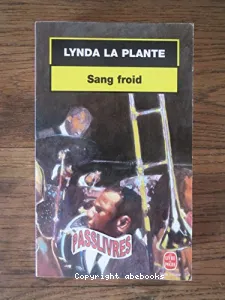 LYNDA LA PLANTE
Sang froid
PASSLIVRES
LE LIVRE DE POCHE
Copyright: abebooks